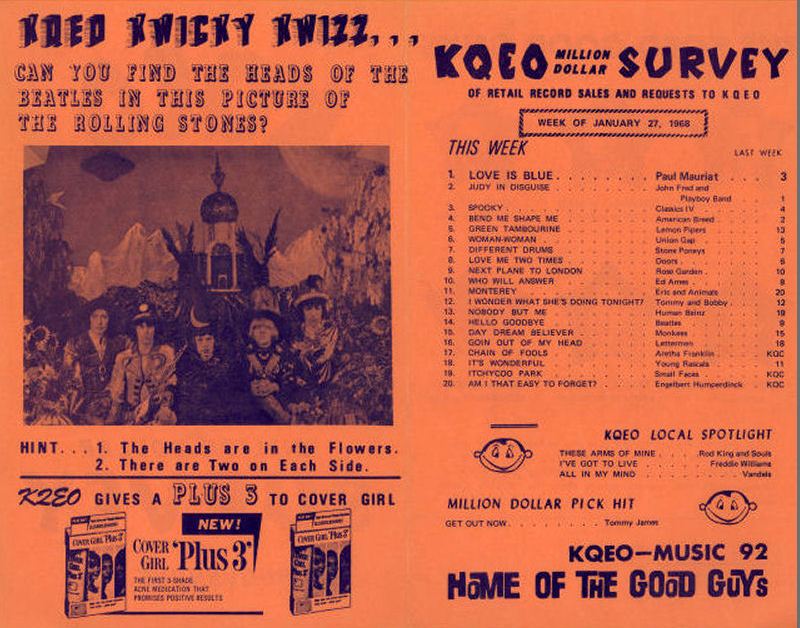 KQEO KWICKY KWIZZ...
CAN YOU FIND THE HEADS OF THE
BEATLES IN THIS PICTURE OF
THE ROLLING STONES?
HINT... 1. The Heads are in the Flowers.
2. There are Two on Each Side.
KQEO GIVES A PLUS 3 TO COVER GIRL
NEW!
COVER GIRL 'Plus 3'
THE FIRST 3-SHADE
ACNE MEDICATION THAT
PROMISES POSITIVE RESULTS
COVER GIRL PLUS 3
COVER GIRL PLUS 3
KQEO MILLION DOLLAR SURVEY
OF RETAIL RECORD SALES AND REQUESTS TO KQEO
WEEK OF JANUARY 27, 1968
THIS WEEK LAST WEEK
1. LOVE IS BLUE . . . . . . . . Paul Mauriat . . . 3
2. JUDY IN DISGUISE . . . . . . . . John Fred and
Playboy Band . . . 1
3. SPOOKY . . . . . . . . Classics IV . . . 4
4. BEND ME SHAPE ME . . . . . . . . American Breed . . . 2
5. GREEN TAMBOURINE . . . . . . . . Lemon Pipers . . . 13
6. WOMAN-WOMAN . . . . . . . . Union Gap . . . 5
7. DIFFERENT DRUMS . . . . . . . . Stone Poneys . . . 7
8. LOVE ME TWO TIMES . . . . . . . . Doors . . . 6
9. NEXT PLANE TO LONDON . . . . . . . . Rose Garden . . . 10
10. WHO WILL ANSWER . . . . . . . . Ed Ames . . . 8
11. MONTEREY . . . . . . . . Eric and Animals . . . 20
12. I WONDER WHAT SHE'S DOING TONIGHT? Tommy and Bobby . . . 12
13. NOBODY BUT ME . . . . . . . . Human Beinz . . . 19
14. HELLO GOODBYE . . . . . . . . Beatles . . . 9
15. DAY DREAM BELIEVER . . . . . . . . Monkees . . . 15
16. GOIN OUT OF MY HEAD . . . . . . . . Lettermen . . . 18
17. CHAIN OF FOOLS . . . . . . . . Aretha Franklin . . . KQC
18. IT'S WONDERFUL . . . . . . . . Young Rascals . . . 11
19. ITCHYCOO PARK . . . . . . . . Small Faces . . . KQC
20. AM I THAT EASY TO FORGET? . . . . Engelbert Humperdinck . . . KQC
KQEO LOCAL SPOTLIGHT
THESE ARMS OF MINE . . . . . Rod King and Souls
I'VE GOT TO LIVE . . . . . . . Freddie Williams
ALL IN MY MIND . . . . . . . . Vandels
MILLION DOLLAR PICK HIT
GET OUT NOW . . . . . . . . Tommy James
KQEO—MUSIC 92
HOME OF THE GOOD GUYS